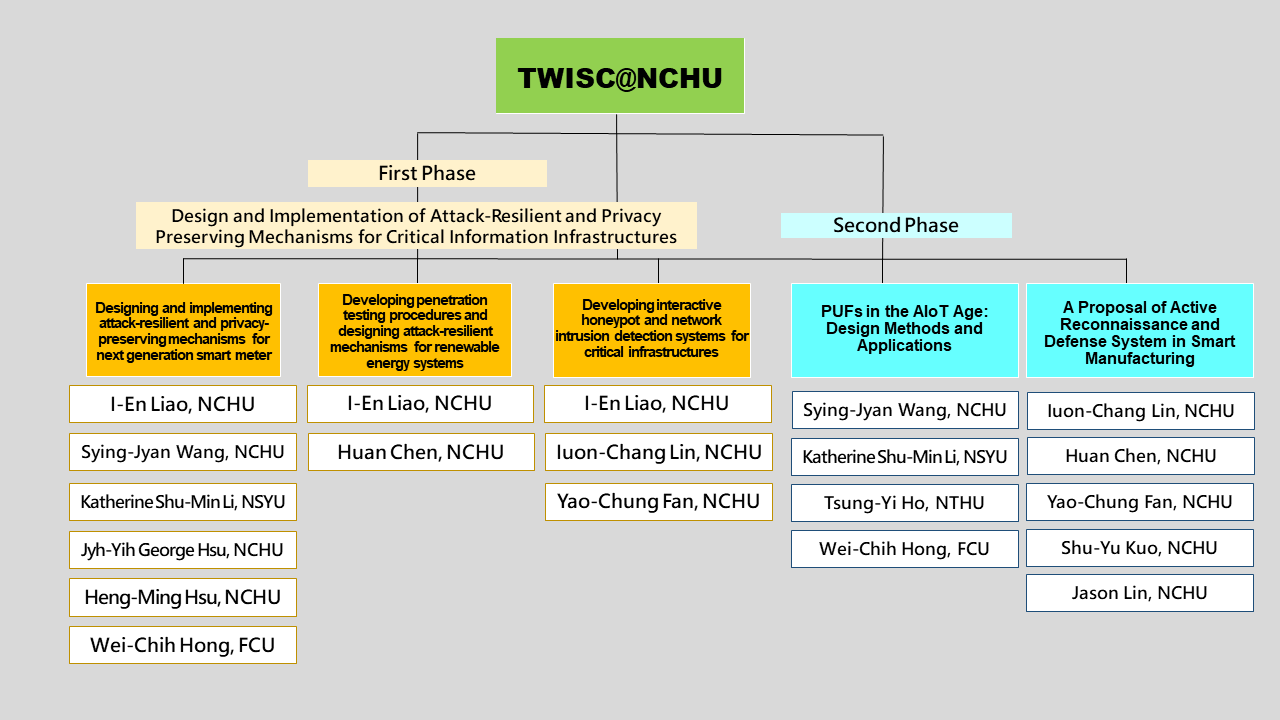 TWISC@NCHU
First Phase
Design and Implementation of Attack-Resilient and Privacy
Preserving Mechanisms for Critical Information Infrastructures
Second Phase
Designing and implementing
attack-resilient and privacy-
preserving mechanisms for
next generation smart meter
I-En Liao, NCHU
Sying-Jyan Wang, NCHU
Katherine Shu-Min Li, NSYU
Jyh-Yih George Hsu, NCHU
Heng-Ming Hsu, NCHU
Wei-Chih Hong, FCU
Developing penetration
testing procedures and
designing attack-resilient
mechanisms for renewable
energy systems
I-En Liao, NCHU
Huan Chen, NCHU
Developing interactive
honeypot and network
intrusion detection systems for
critical infrastructures
I-En Liao, NCHU
Iuon-Chang Lin, NCHU
Yao-Chung Fan, NCHU
PUFs in the AIoT Age:
Design Methods and
Applications
Sying-Jyan Wang, NCHU
Katherine Shu-Min Li, NSYU
Tsung-Yi Ho, NTHU
Wei-Chih Hong, FCU
A Proposal of Active
Reconnaissance and
Defense System in Smart
Manufacturing
Iuon-Chang Lin, NCHU
Huan Chen, NCHU
Yao-Chung Fan, NCHU
Shu-Yu Kuo, NCHU
Jason Lin, NCHU